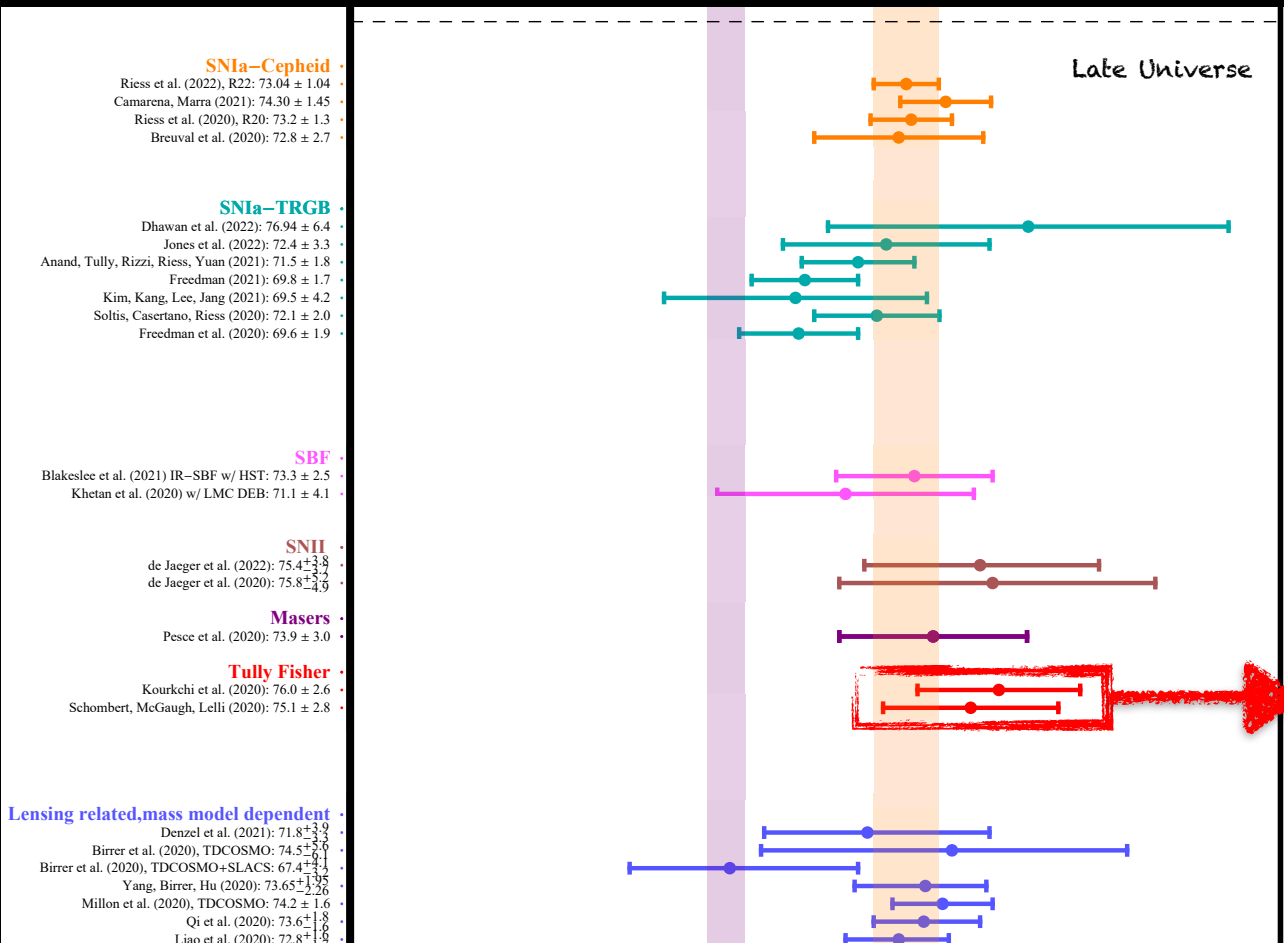 Late Universe
SNIa−Cepheid
Riess et al. (2022), R22: 73.04 ± 1.04
Camarena, Marra (2021): 74.30 ± 1.45
Riess et al. (2020), R20: 73.2 ± 1.3
Breuval et al. (2020): 72.8 ± 2.7
SNIa−TRGB
Dhawan et al. (2022): 76.94 ± 6.4
Jones et al. (2022): 72.4 ± 3.3
Anand, Tully, Rizzi, Riess, Yuan (2021): 71.5 ± 1.8
Freedman (2021): 69.8 ± 1.7
Kim, Kang, Lee, Jang (2021): 69.5 ± 4.2
Soltis, Casertano, Riess (2020): 72.1 ± 2.0
Freedman et al. (2020): 69.6 ± 1.9
SBF
Blakeslee et al. (2021) IR−SBF w/ HST: 73.3 ± 2.5
Khetan et al. (2020) w/ LMC DEB: 71.1 ± 4.1
SNII
de Jaeger et al. (2022): 75.4+3.8−3.7
de Jaeger et al. (2020): 75.8+5.2−4.9
Masers
Pesce et al. (2020): 73.9 ± 3.0
Tully Fisher
Kourkchi et al. (2020): 76.0 ± 2.6
Schombert, McGaugh, Lelli (2020): 75.1 ± 2.8
Lensing related,mass model dependent
Denzel et al. (2021): 71.8+3.9−3.3
Birrer et al. (2020), TDCOSMO: 74.5+5.6−6.1
Birrer et al. (2020), TDCOSMO+SLACS: 67.4+4.1−3.2
Yang, Birrer, Hu (2020): 73.65+1.95−2.26
Millon et al. (2020), TDCOSMO: 74.2 ± 1.6
Qi et al. (2020): 73.6+1.8−1.6
Liao et al. (2020): 72.8+1.6